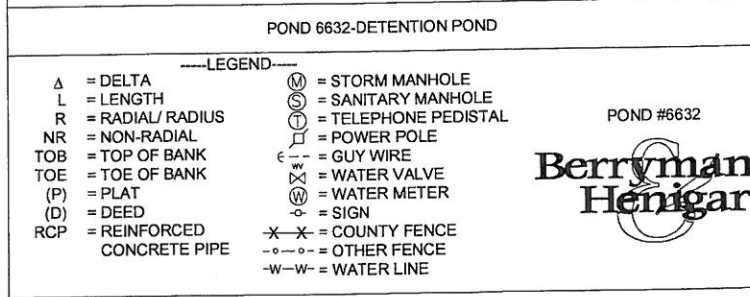 POND 6632-DETENTION POND
-----LEGEND-----
Δ = DELTA
L = LENGTH
R = RADIAL/ RADIUS
NR = NON-RADIAL
TOB = TOP OF BANK
TOE = TOE OF BANK
(P) = PLAT
(D) = DEED
RCP = REINFORCED
CONCRETE PIPE
Ⓜ = STORM MANHOLE
Ⓢ = SANITARY MANHOLE
Ⓣ = TELEPHONE PEDISTAL
= POWER POLE
= GUY WIRE
WV = WATER VALVE
Ⓦ = WATER METER
= SIGN
-X—X- = COUNTY FENCE
-o—o- = OTHER FENCE
-W—W- = WATER LINE
POND #6632
&
Berryman
Henigar